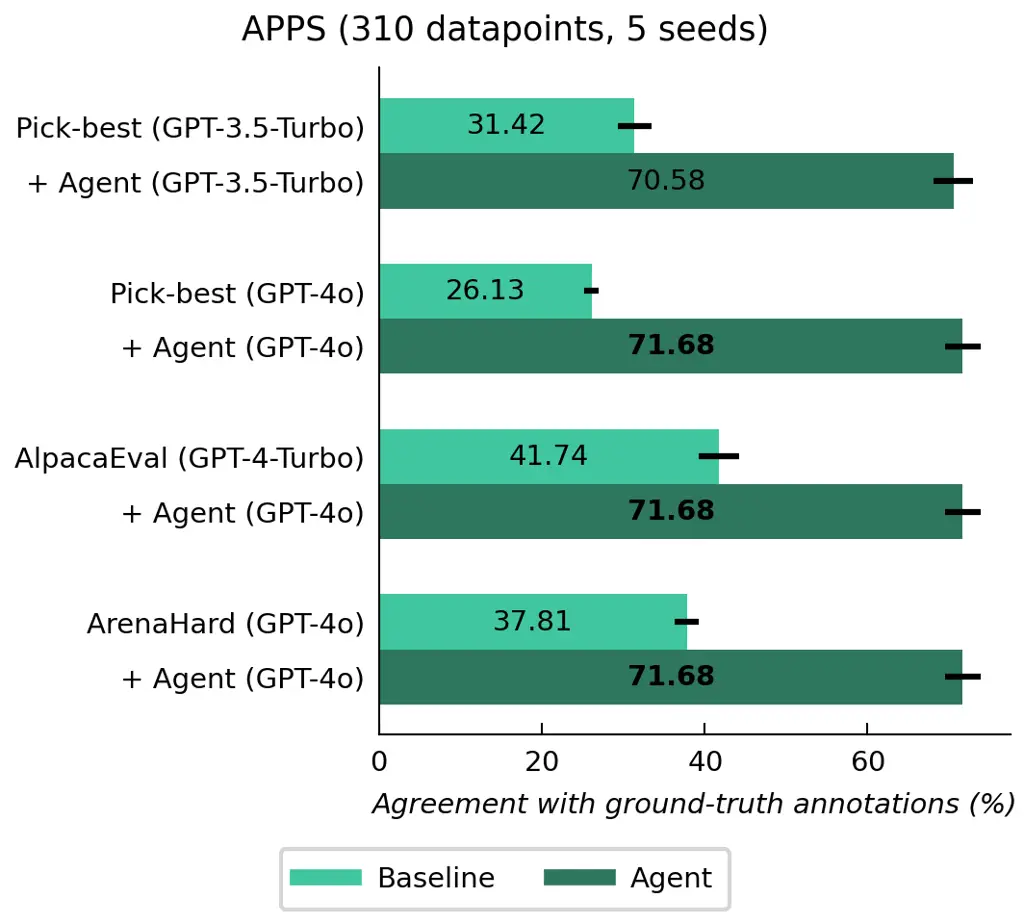 APPS (310 datapoints, 5 seeds)
Pick-best (GPT-3.5-Turbo)
31.42
+ Agent (GPT-3.5-Turbo)
70.58
Pick-best (GPT-4o)
26.13
+ Agent (GPT-4o)
71.68
AlpacaEval (GPT-4-Turbo)
41.74
+ Agent (GPT-4o)
71.68
ArenaHard (GPT-4o)
37.81
+ Agent (GPT-4o)
71.68
0 20 40 60
Agreement with ground-truth annotations (%)
Baseline Agent